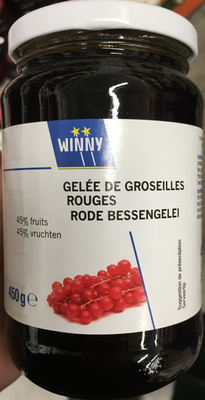 WINNY
GELÉE DE GROSEILLES
ROUGES
RODE BESSENGELEI
45% fruits
45% vruchten
450g e
Suggestion de présentation
Serveertip